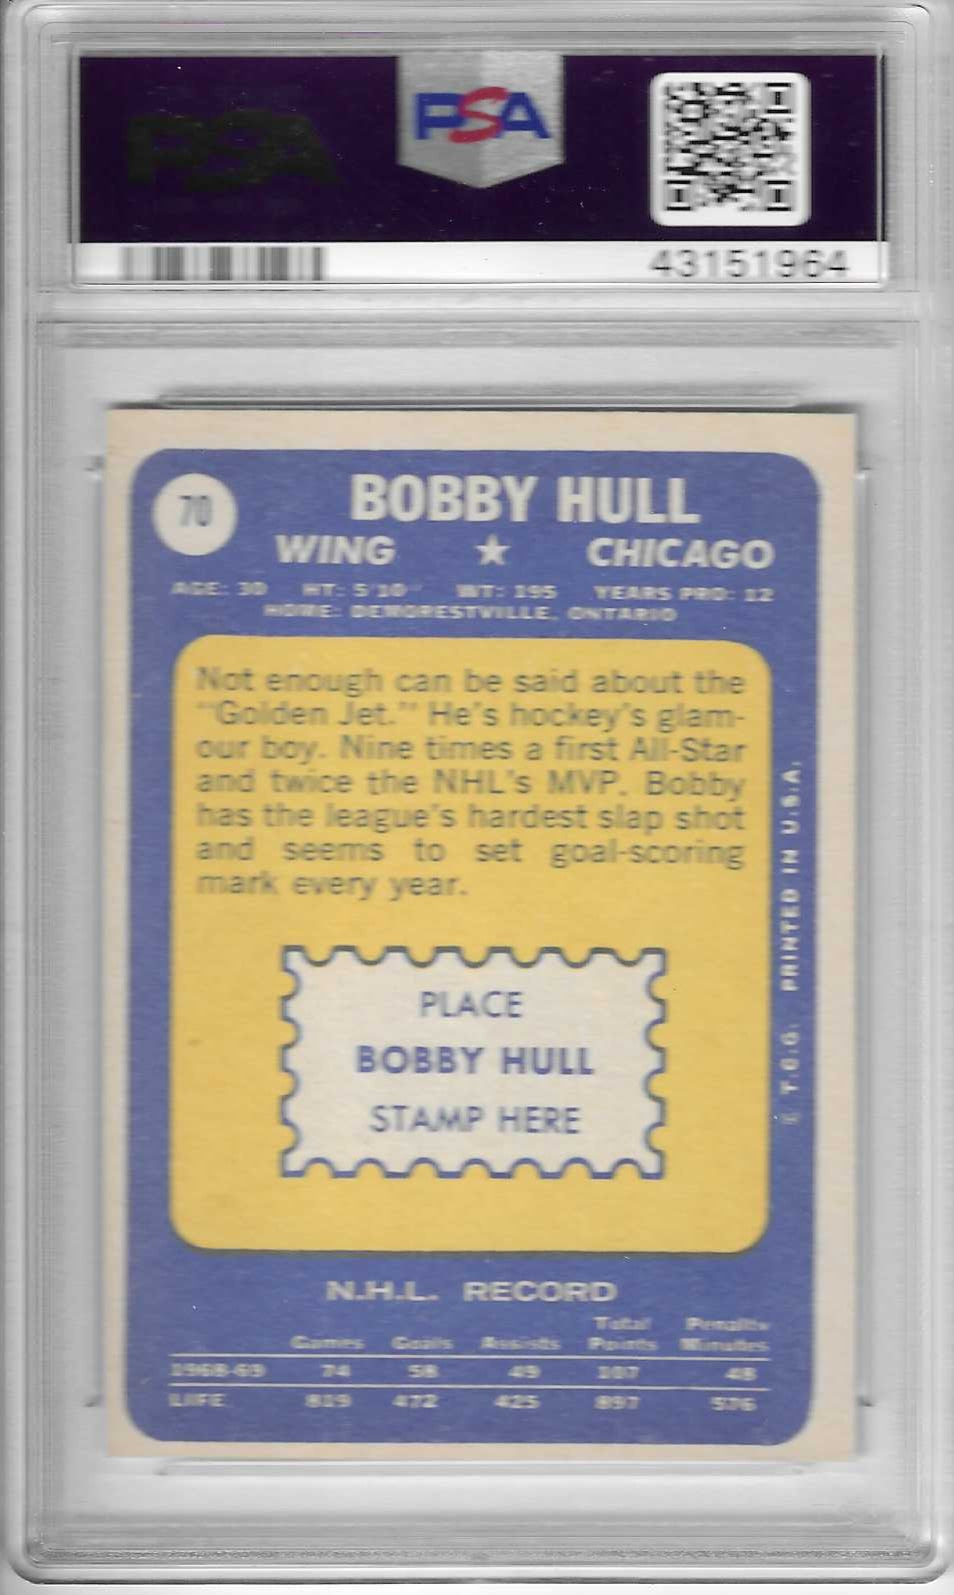 PSA
PSA
43151964
70
BOBBY HULL
WING ★ CHICAGO
AGE: 30 HT: 5'10" WT: 195 YEARS PRO: 12
HOME: DEMORESTVILLE, ONTARIO
Not enough can be said about the
"Golden Jet." He's hockey's glam-
our boy. Nine times a first All-Star
and twice the NHL's MVP. Bobby
has the league's hardest slap shot
and seems to set goal-scoring
mark every year.
PLACE
BOBBY HULL
STAMP HERE
© T.C.G. PRINTED IN U.S.A.
N.H.L. RECORD
Total Penalty
Games Goals Assists Points Minutes
1968-69 74 58 49 107 48
LIFE 819 472 425 897 576